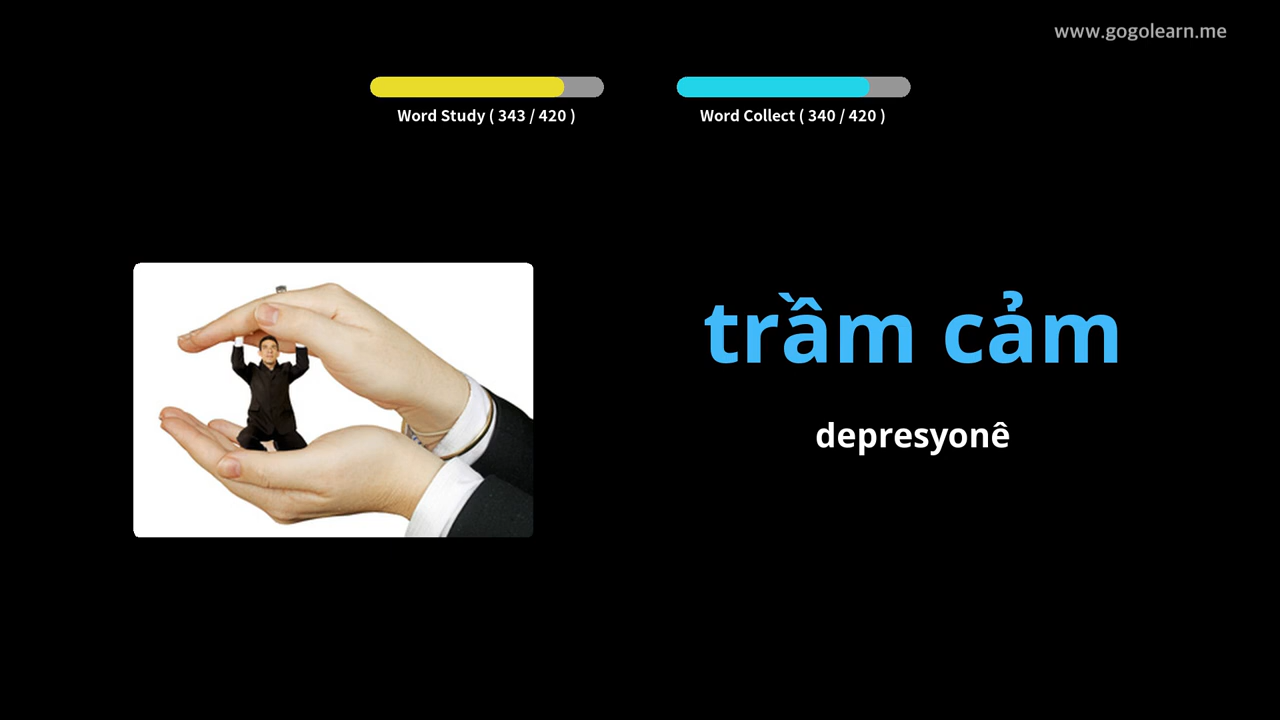 www.gogolearn.me
Word Study ( 343 / 420 )
Word Collect ( 340 / 420 )
trầm cảm
depresyonê